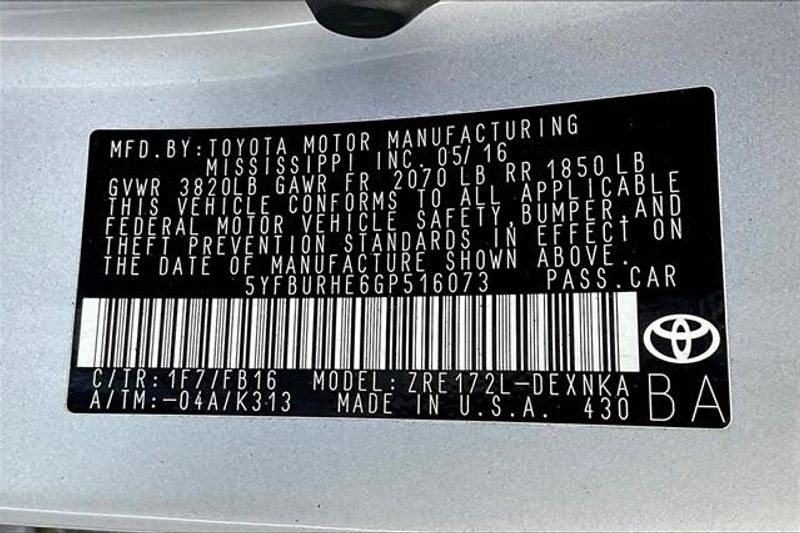 MFD.BY:TOYOTA MOTOR MANUFACTURING
MISSISSIPPI INC. 05/16
GVWR 3820LB GAWR FR 2070 LB RR 1850 LB
THIS VEHICLE CONFORMS TO ALL APPLICABLE
FEDERAL MOTOR VEHICLE SAFETY,BUMPER,AND
THEFT PREVENTION STANDARDS IN EFFECT ON
THE DATE OF MANUFACTURE SHOWN ABOVE.
5YFBURHE6GP516073 PASS.CAR
C/TR:1F7/FB16 MODEL: ZRE172L-DEXNKA
A/TM:-04A/K313 MADE IN U.S.A. 430
BA